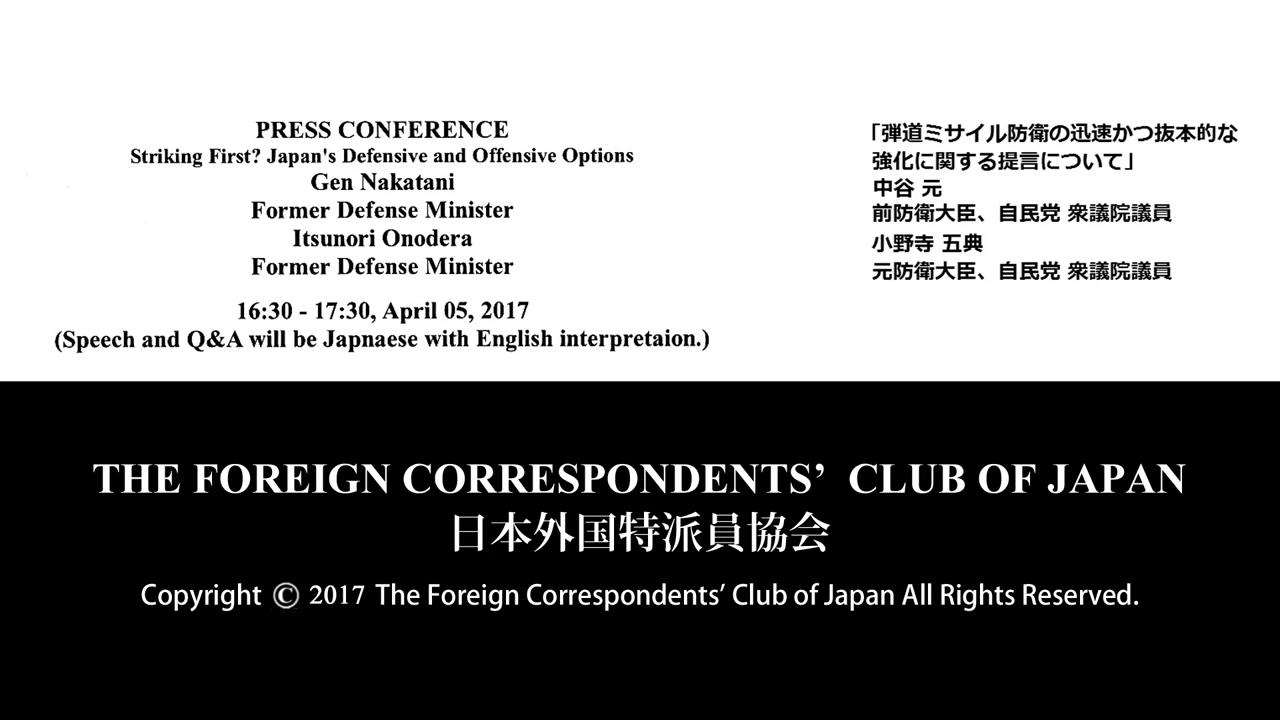 PRESS CONFERENCE
Striking First? Japan's Defensive and Offensive Options
Gen Nakatani
Former Defense Minister
Itsunori Onodera
Former Defense Minister
16:30 - 17:30, April 05, 2017
(Speech and Q&A will be Japnaese with English interpretaion.)
「弾道ミサイル防衛の迅速かつ抜本的な
強化に関する提言について」
中谷 元
前防衛大臣、自民党 衆議院議員
小野寺 五典
元防衛大臣、自民党 衆議院議員
THE FOREIGN CORRESPONDENTS’ CLUB OF JAPAN
日本外国特派員協会
Copyright © 2017 The Foreign Correspondents’ Club of Japan All Rights Reserved.